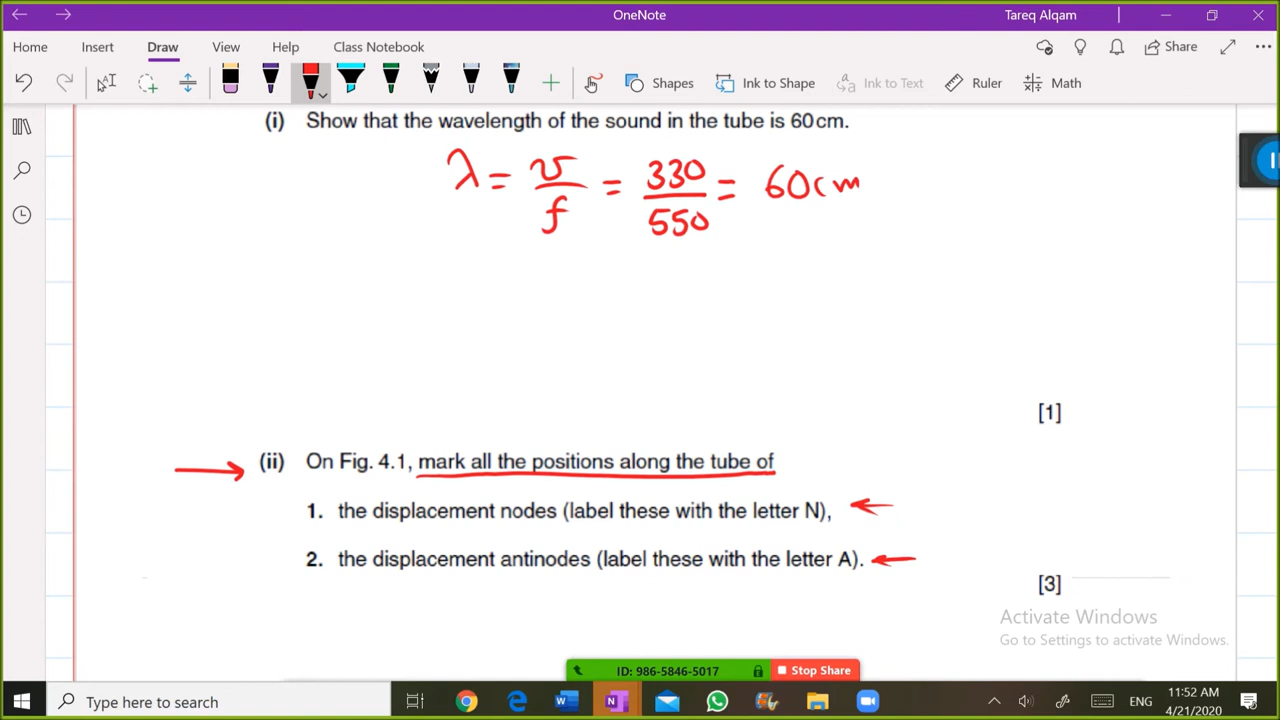 OneNote
Tareq Alqam
Home Insert Draw View Help Class Notebook
Share
Shapes Ink to Shape Ink to Text Ruler Math
(i) Show that the wavelength of the sound in the tube is 60 cm.
λ = v/f = 330/550 = 60cm
[1]
(ii) On Fig. 4.1, mark all the positions along the tube of
1. the displacement nodes (label these with the letter N),
2. the displacement antinodes (label these with the letter A).
[3]
Activate Windows
Go to Settings to activate Windows.
ID: 986-5846-5017 Stop Share
Type here to search
ENG
11:52 AM
4/21/2020